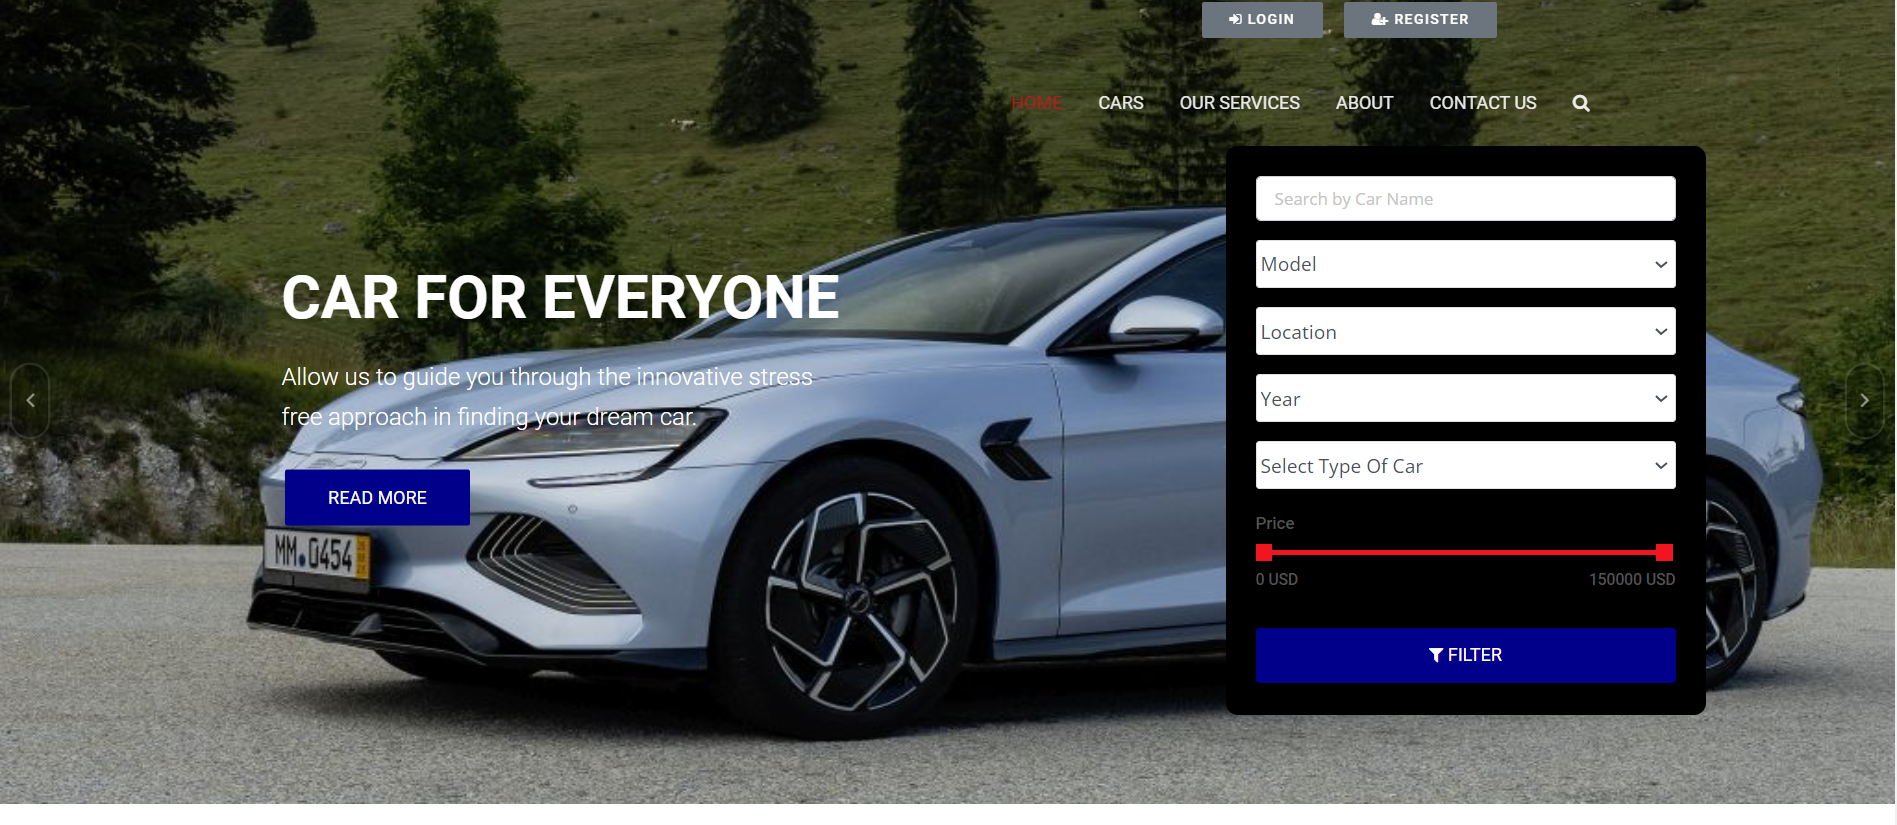 LOGIN
REGISTER
HOME
CARS
OUR SERVICES
ABOUT
CONTACT US
Search by Car Name
Model
Location
Year
Select Type Of Car
Price
0 USD
150000 USD
FILTER
CAR FOR EVERYONE
Allow us to guide you through the innovative stress
free approach in finding your dream car.
READ MORE
MM 0454